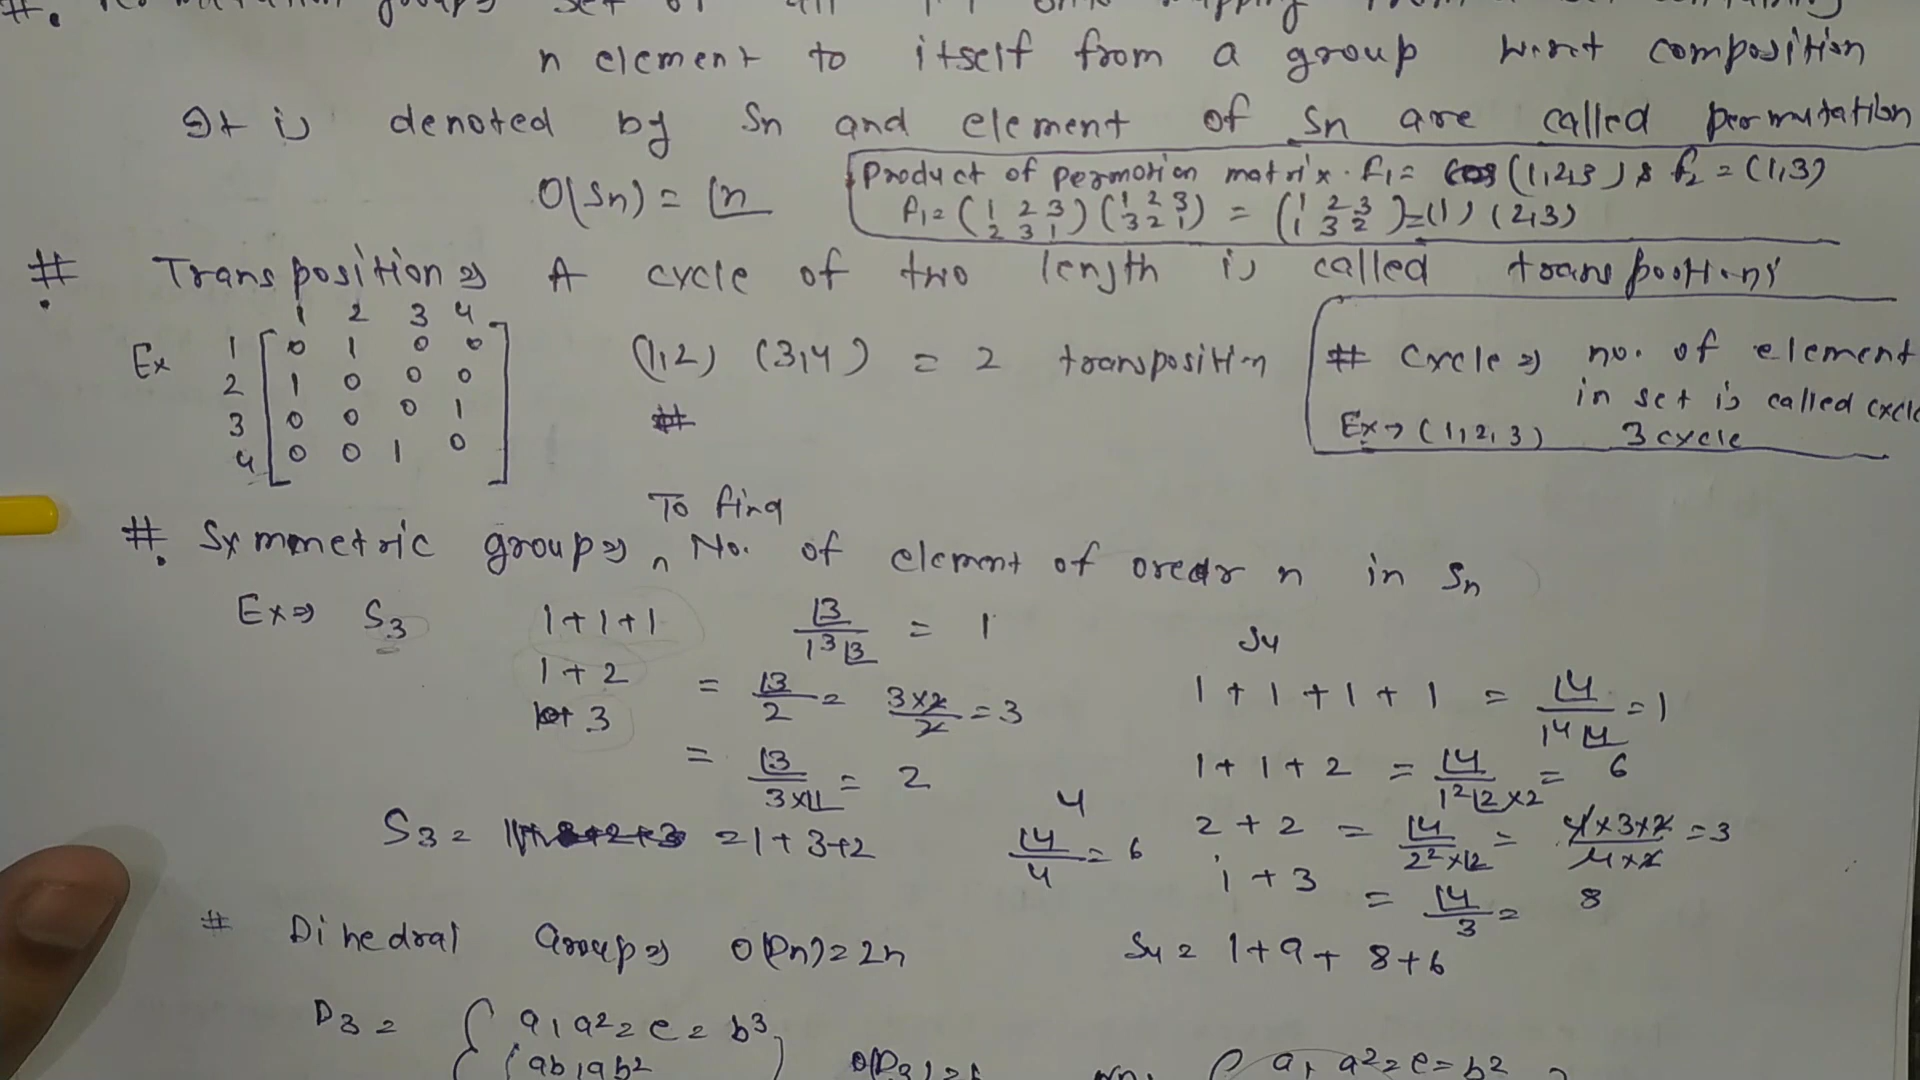 n element to itself from a group w.r.t composition
It is denoted by Sn and element of Sn are called permutation
O(Sn) = ⌊n
Product of permotion matrix. f1 = (1,2,3) & f2 = (1,3)
f1 = (1 2 3 / 2 3 1) (1 2 3 / 3 2 1) = (1 2 3 / 1 3 2) = (1) (2,3)
# Transposition ⇒ A cycle of two length is called
1 2 3 4
Ex 1 [0 1 0 0]
2 [1 0 0 0]
3 [0 0 0 1]
4 [0 0 1 0]
(1,2) (3,4) = 2 transposition
#
# Cycle ⇒ no. of element
in set is called cycle
Ex → (1,2,3) 3 cycle
To find
# Symmetric group ⇒ n No. of element of oreder n in Sn
Ex ⇒ S3
1+1+1 ⌊3 / 1³⌊3 = 1
1+2 = ⌊3 / 2 = 3×2 / 2 = 3
3
= ⌊3 / 3×⌊1 = 2
S3 = = 1+3+2
S4
1+1+1+1 = ⌊4 / 1⁴⌊4 = 1
1+1+2 = ⌊4 / 1²⌊2×2 = 6
2+2 = ⌊4 / 2²×⌊2 = 4×3×2 / 4×2 = 3
1+3 = ⌊4 / 3 = 8
4
⌊4 / 4 = 6
S4 = 1+9+8+6
# Dihedral Group ⇒ O(Dn) = 2n
D3 = { a, a² = e = b³,
ab, ab²
{ a, a² = e = b²